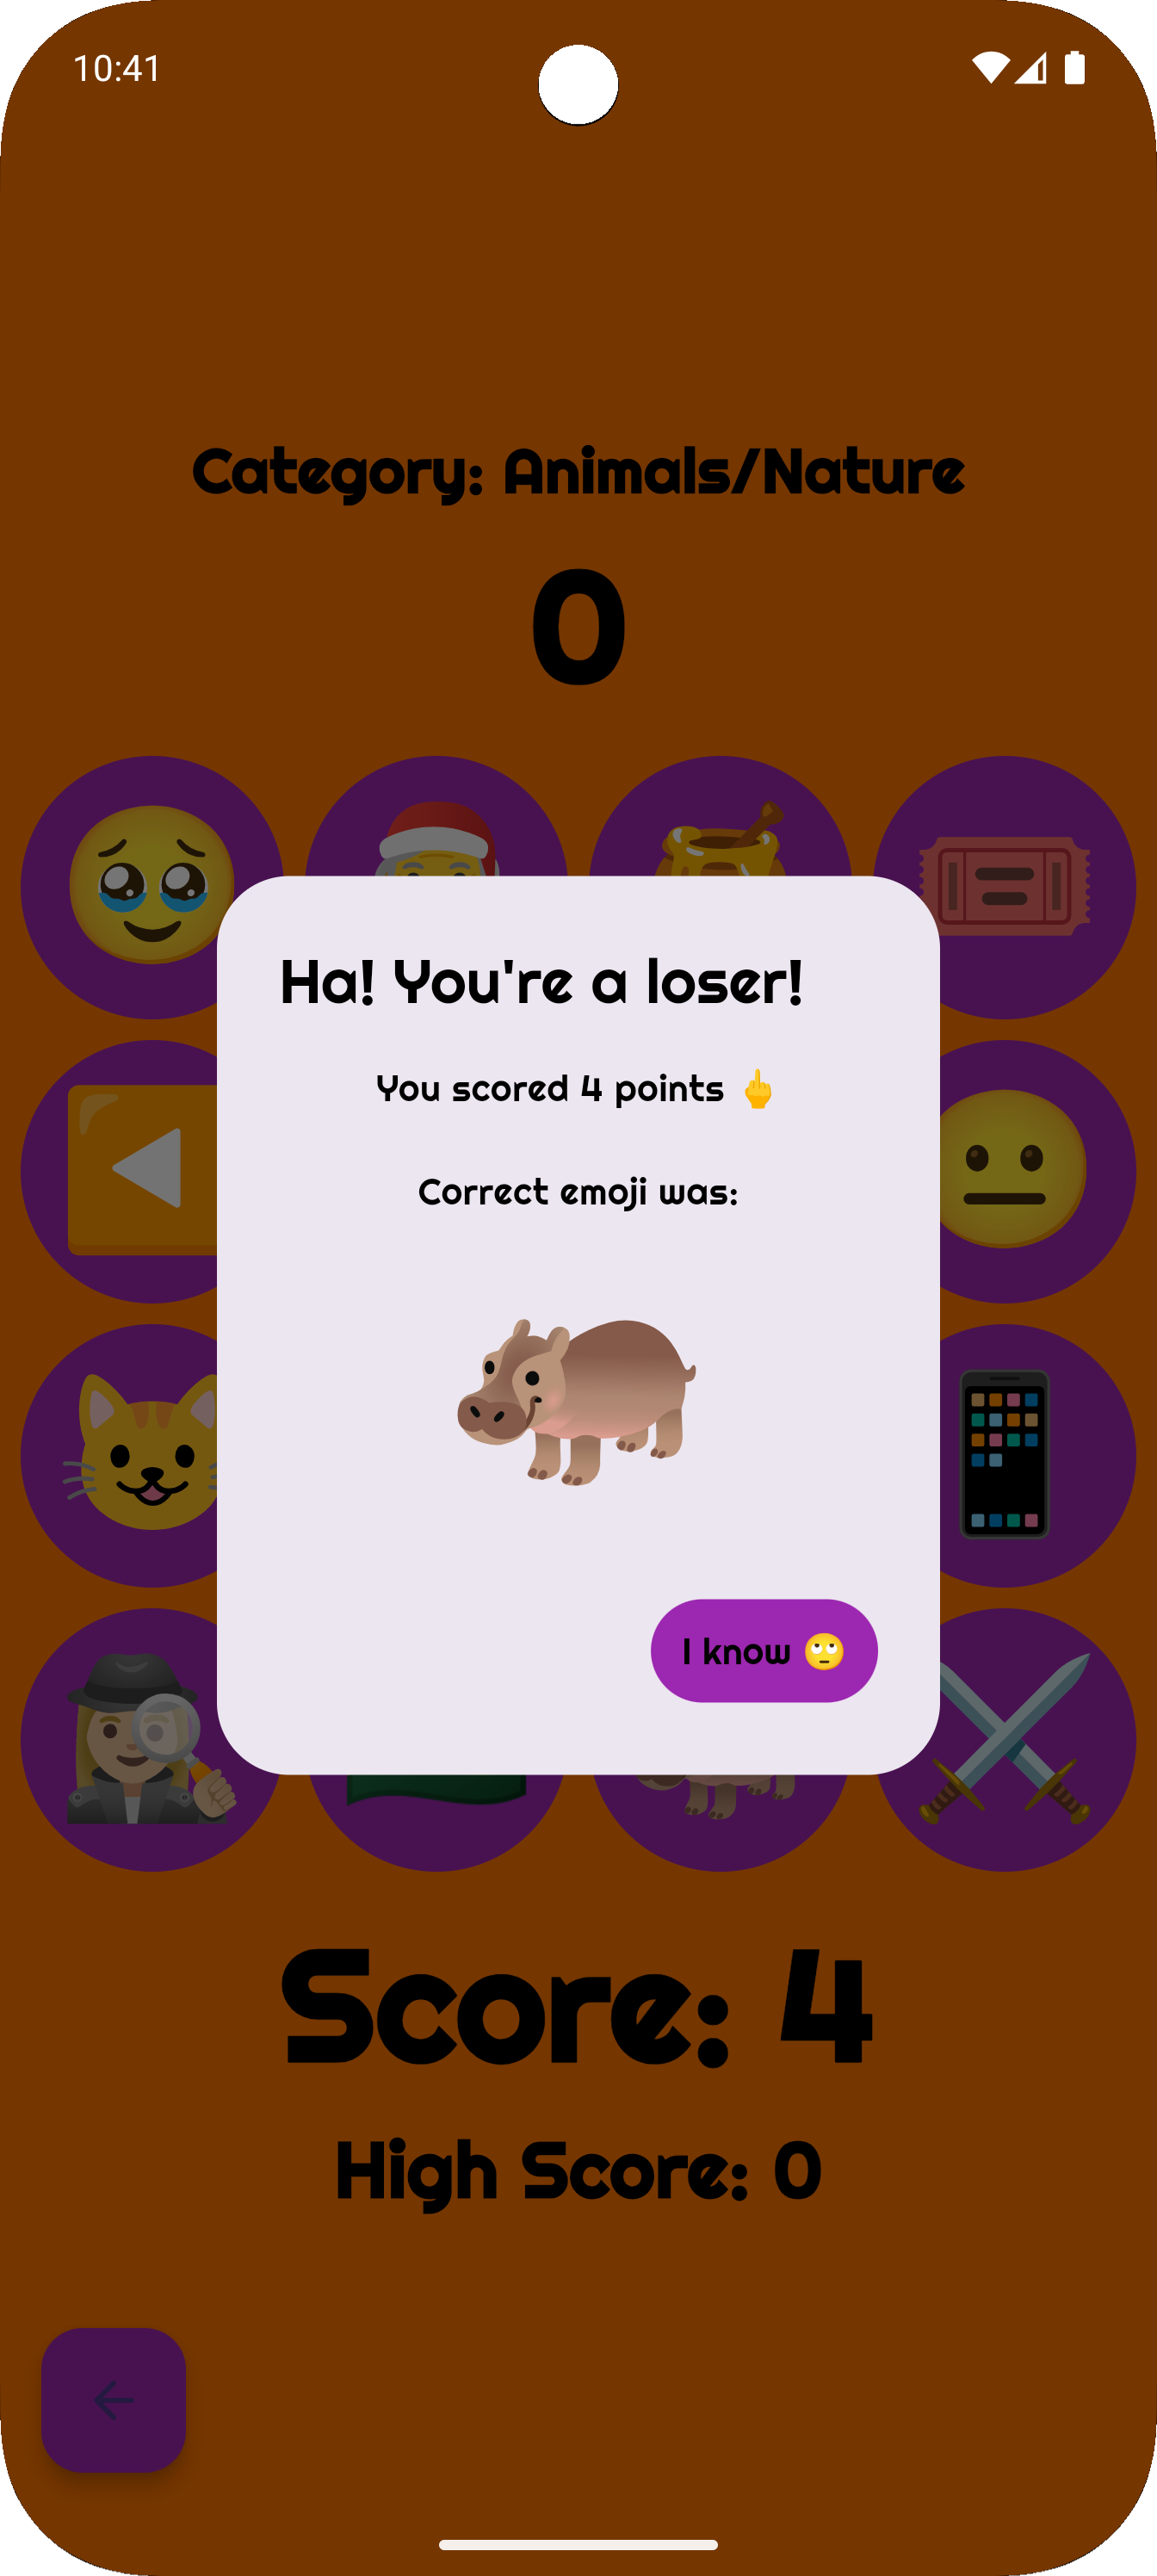 10:41
Category: Animals/Nature
0
Ha! You're a loser!
You scored 4 points 🖕
Correct emoji was:
I know 🙄
Score: 4
High Score: 0